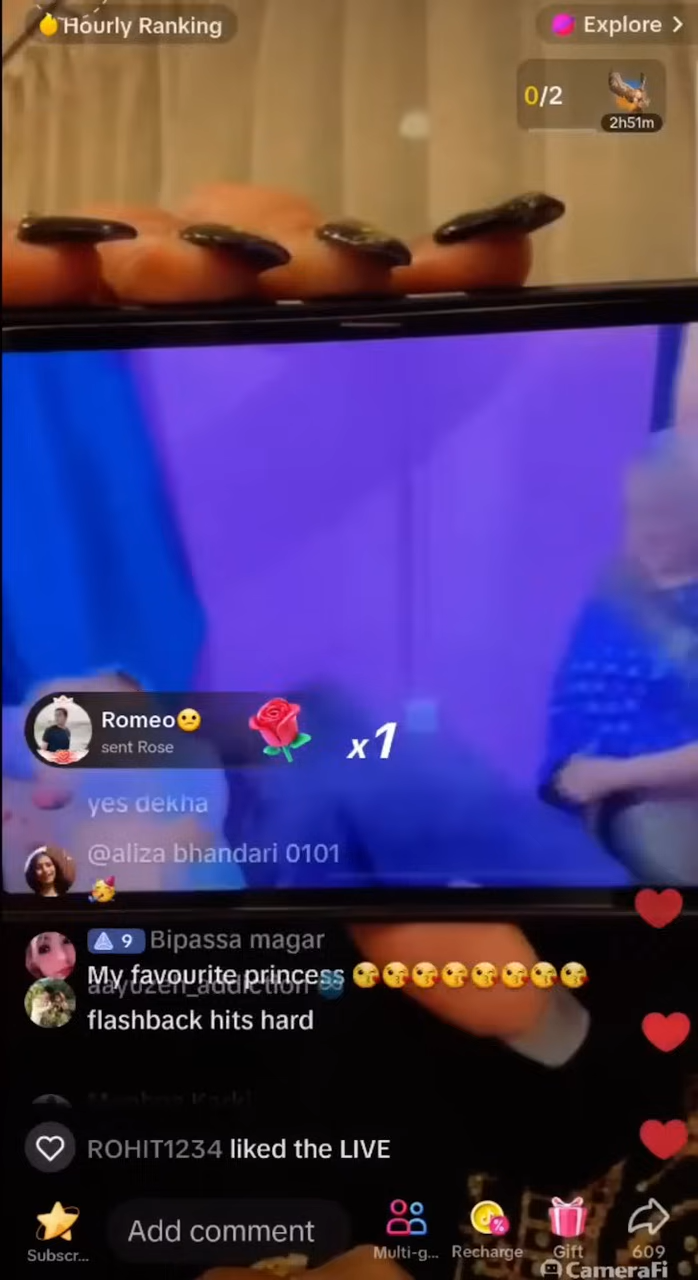 Hourly Ranking
Explore >
0/2
2h51m
Romeo😕
sent Rose
x1
yes dekha
@aliza bhandari 0101
🥳
9 Bipassa magar
My favourite princess 😘😘😘😘😘😘😘😘
aayuzen_addiction
flashback hits hard
ROHIT1234 liked the LIVE
Subscr...
Add comment
Multi-g...
Recharge
Gift
609
CameraFi